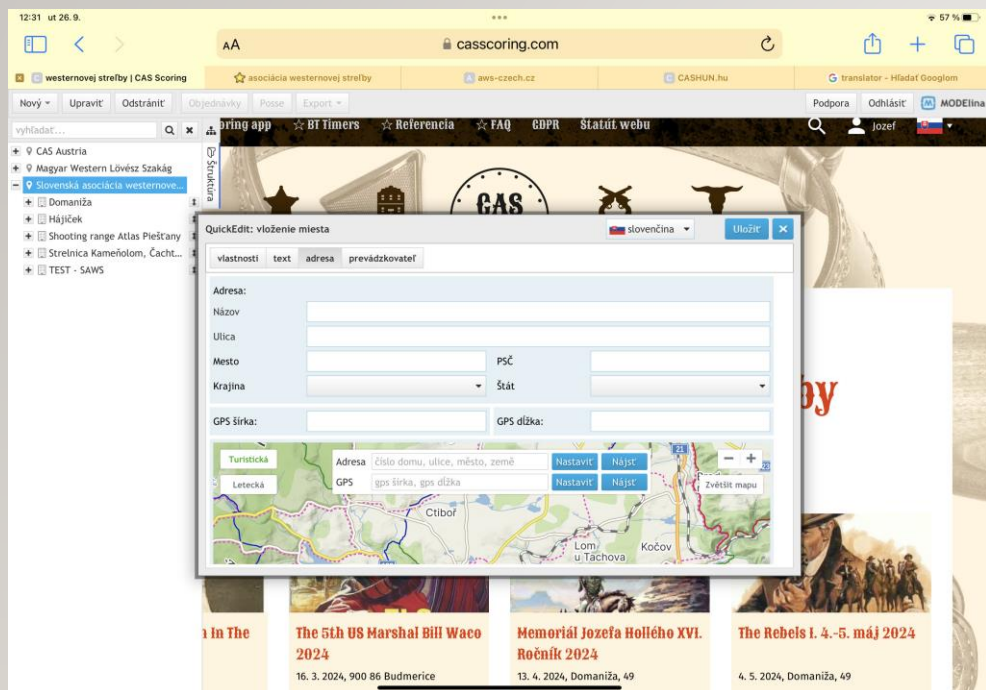 12:31 ut 26. 9.
57 %
AA
casscoring.com
westernovej streľby | CAS Scoring
asociácia westernovej streľby
aws-czech.cz
CASHUN.hu
translator - Hľadať Googlom
Nový Upraviť Odstrániť Objednávky Posse Export
Podpora Odhlásiť MODElina
vyhľadať...
oring app ☆ BT Timers ☆ Referencia ☆ FAQ GDPR Štatút webu
Jozef
CAS Austria
Magyar Western Lövész Szakág
Slovenská asociácia westernove...
Domaniža
Hájiček
Shooting range Atlas Piešťany
Strelnica Kameňolom, Čacht...
TEST - SAWS
Štruktúra
CAS
QuickEdit: vloženie miesta
slovenčina
Uložiť
vlastnosti text adresa prevádzkovateľ
Adresa:
Názov
Ulica
Mesto
PSČ
Krajina
Štát
GPS šírka:
GPS dĺžka:
Turistická
Letecká
Adresa číslo domu, ulice, město, země Nastaviť Nájsť
GPS gps šírka, gps dĺžka Nastaviť Nájsť
Zvětšit mapu
21
Ctiboř
Lom
u Tachova
Kočov
by
n In The
The 5th US Marshal Bill Waco
2024
16. 3. 2024, 900 86 Budmerice
Memoriál Jozefa Hollého XVI.
Ročník 2024
13. 4. 2024, Domaniža, 49
The Rebels I. 4.-5. máj 2024
4. 5. 2024, Domaniža, 49